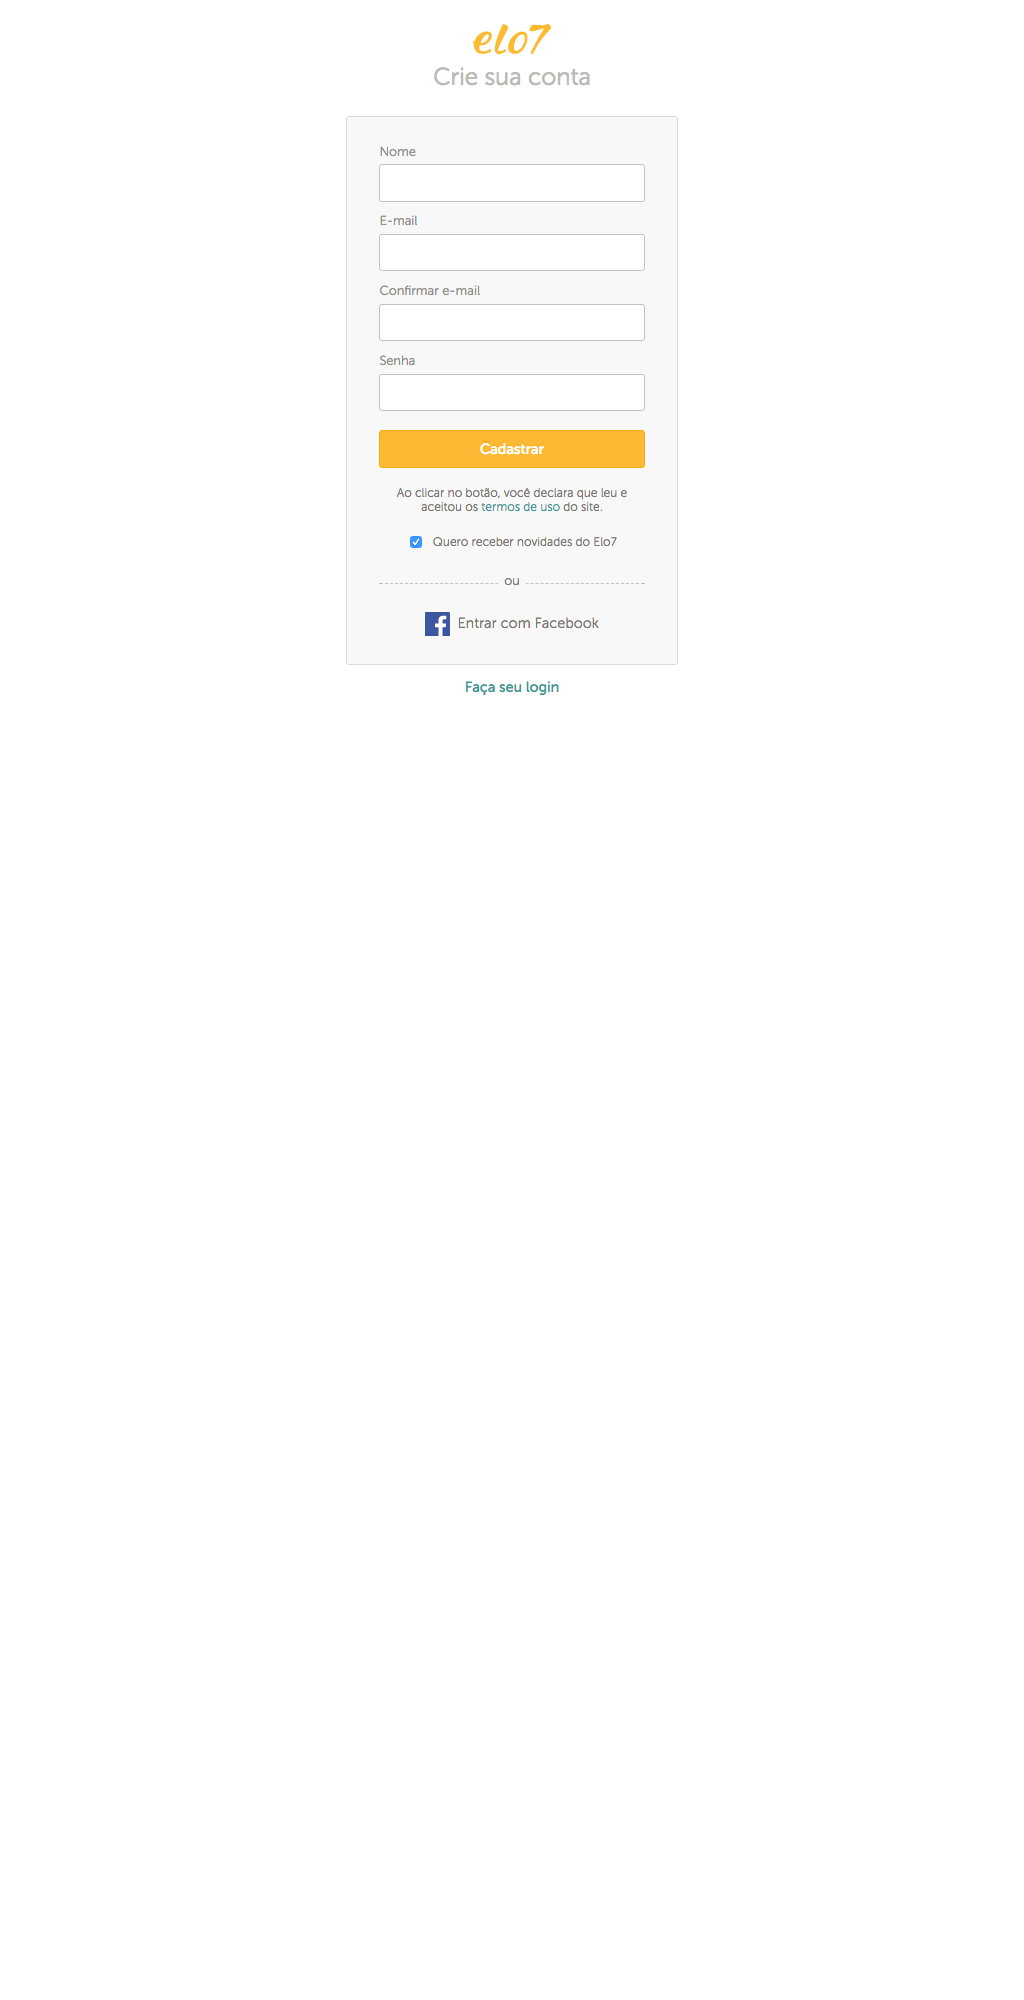 elo7
Crie sua conta
Nome
E-mail
Confirmar e-mail
Senha
Cadastrar
Ao clicar no botão, você declara que leu e
aceitou os termos de uso do site.
Quero receber novidades do Elo7
ou
Entrar com Facebook
Faça seu login